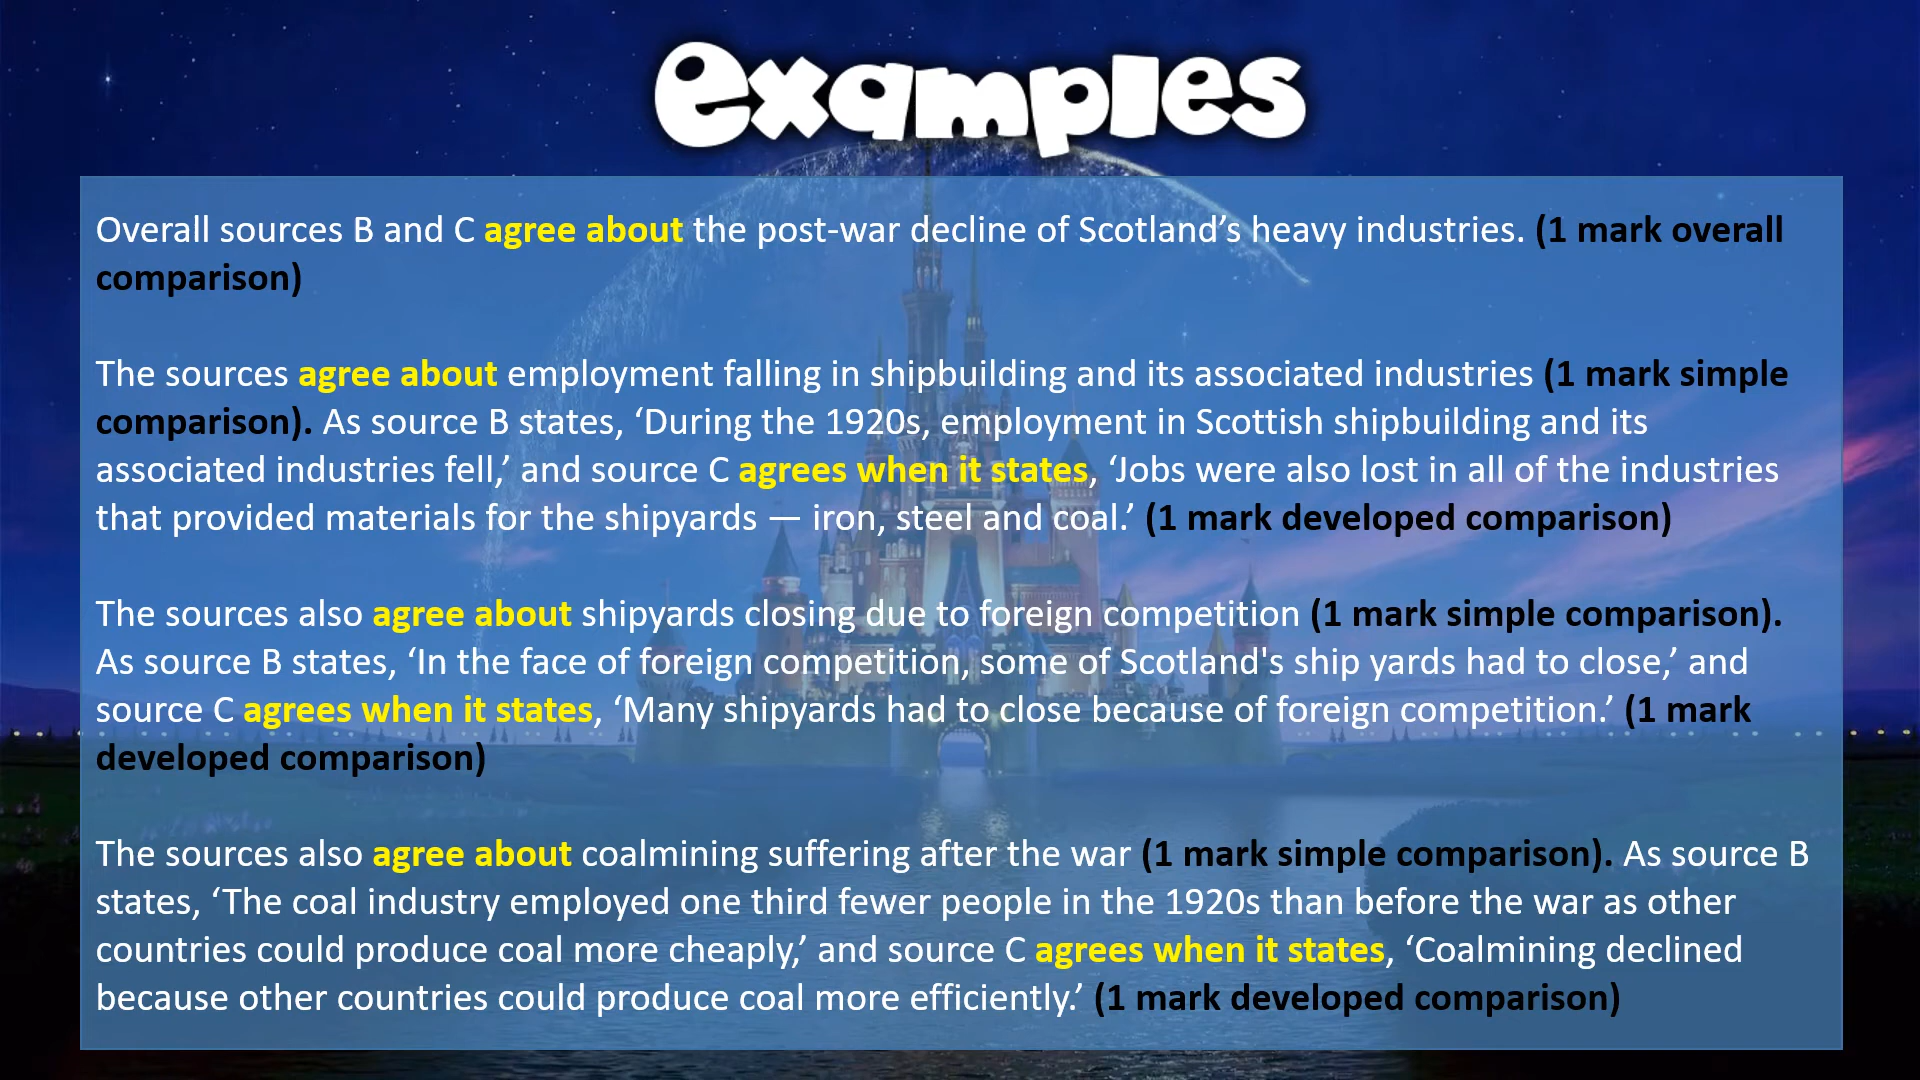 examples
Overall sources B and C agree about the post-war decline of Scotland’s heavy industries. (1 mark overall
comparison)
The sources agree about employment falling in shipbuilding and its associated industries (1 mark simple
comparison). As source B states, ‘During the 1920s, employment in Scottish shipbuilding and its
associated industries fell,’ and source C agrees when it states, ‘Jobs were also lost in all of the industries
that provided materials for the shipyards — iron, steel and coal.’ (1 mark developed comparison)
The sources also agree about shipyards closing due to foreign competition (1 mark simple comparison).
As source B states, ‘In the face of foreign competition, some of Scotland's ship yards had to close,’ and
source C agrees when it states, ‘Many shipyards had to close because of foreign competition.’ (1 mark
developed comparison)
The sources also agree about coalmining suffering after the war (1 mark simple comparison). As source B
states, ‘The coal industry employed one third fewer people in the 1920s than before the war as other
countries could produce coal more cheaply,’ and source C agrees when it states, ‘Coalmining declined
because other countries could produce coal more efficiently.’ (1 mark developed comparison)